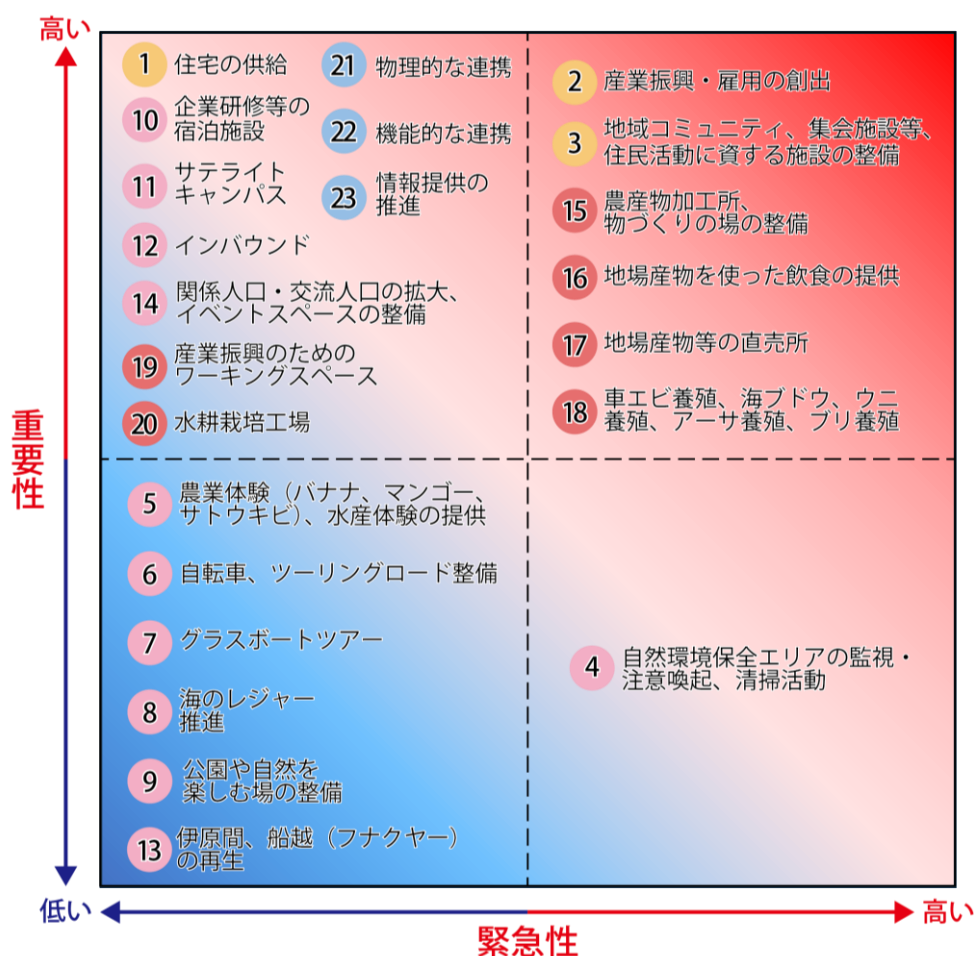 高い
1 住宅の供給
10 企業研修等の
宿泊施設
11 サテライト
キャンパス
12 インバウンド
14 関係人口・交流人口の拡大、
イベントスペースの整備
19 産業振興のための
ワーキングスペース
20 水耕栽培工場
21 物理的な連携
22 機能的な連携
23 情報提供の
推進
2 産業振興・雇用の創出
3 地域コミュニティ、集会施設等、
住民活動に資する施設の整備
15 農産物加工所、
物づくりの場の整備
16 地場産物を使った飲食の提供
17 地場産物等の直売所
18 車エビ養殖、海ブドウ、ウニ
養殖、アーサ養殖、ブリ養殖
重要性
5 農業体験（バナナ、マンゴー、
サトウキビ）、水産体験の提供
6 自転車、ツーリングロード整備
7 グラスボートツアー
8 海のレジャー
推進
9 公園や自然を
楽しむ場の整備
13 伊原間、船越（フナクヤー）
の再生
4 自然環境保全エリアの監視・
注意喚起、清掃活動
低い
高い
緊急性